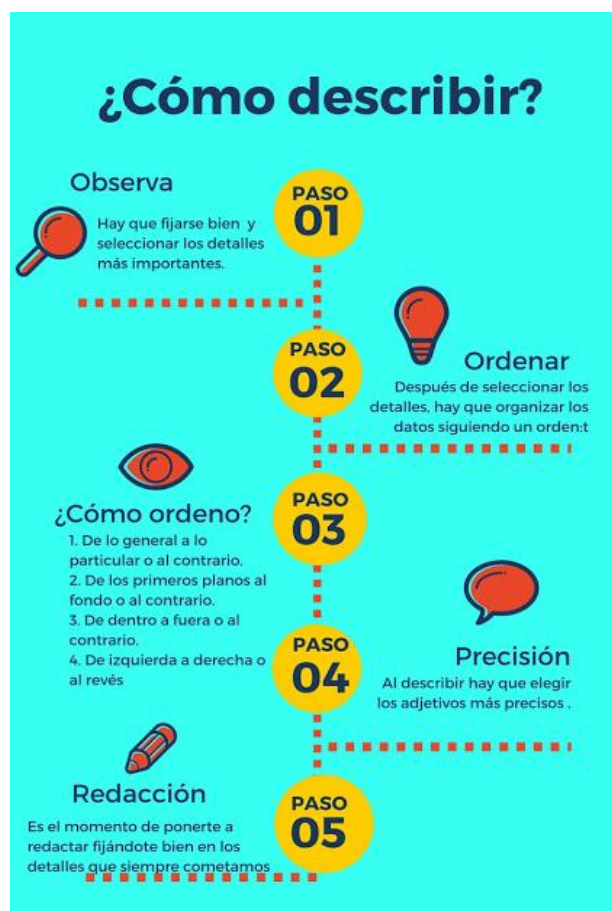 ¿Cómo describir?
Observa
Hay que fijarse bien y
seleccionar los detalles
más importantes.
PASO
01
PASO
02
Ordenar
Después de seleccionar los
detalles, hay que organizar los
datos siguiendo un orden:t
¿Cómo ordeno?
1. De lo general a lo
particular o al contrario.
2. De los primeros planos al
fondo o al contrario.
3. De dentro a fuera o al
contrario.
4. De izquierda a derecha o
al revés
PASO
03
PASO
04
Precisión
Al describir hay que elegir
los adjetivos más precisos .
Redacción
Es el momento de ponerte a
redactar fijándote bien en los
detalles que siempre cometamos
PASO
05